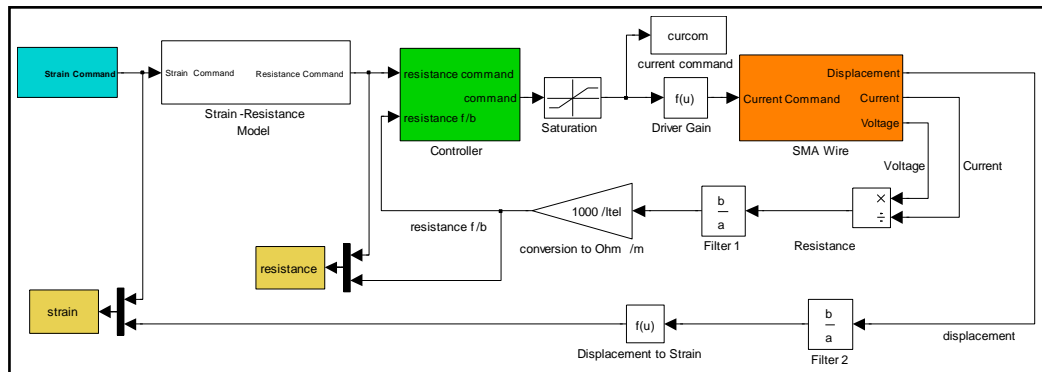 Strain Command
Strain Command
Resistance Command
Strain -Resistance
Model
resistance command
command
resistance f/b
Controller
Saturation
curcom
current command
f(u)
Driver Gain
Displacement
Current Command
Current
Voltage
SMA Wire
Voltage
Current
×
÷
Resistance
b
a
Filter 1
1000 /ltel
conversion to Ohm /m
resistance f/b
resistance
strain
f(u)
Displacement to Strain
b
a
Filter 2
displacement